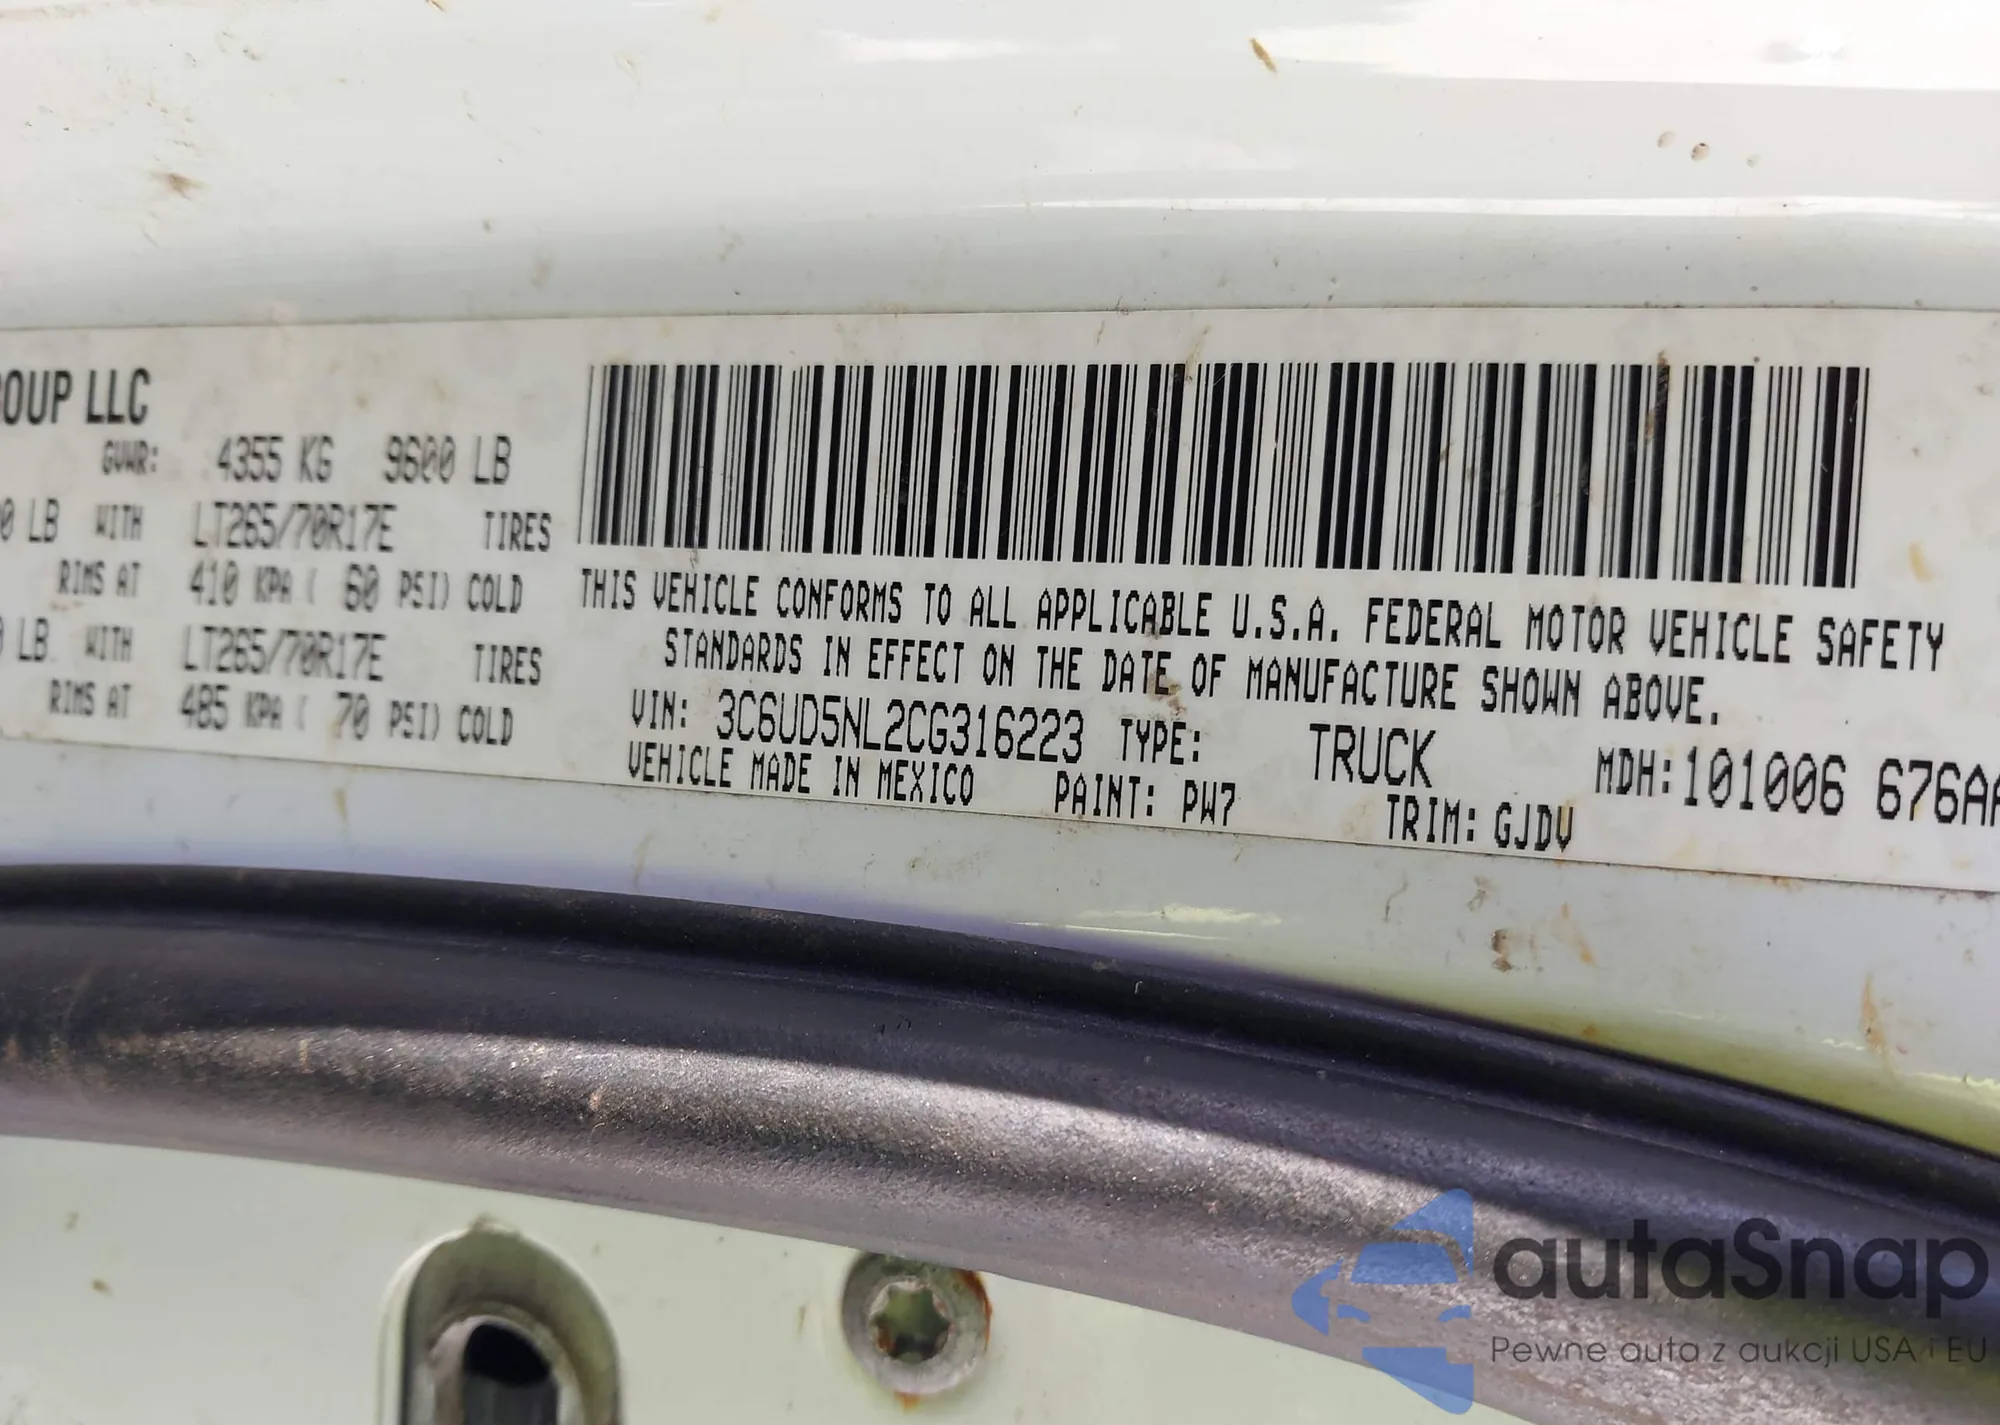 OUP LLC
GVWR: 4355 KG 9600 LB
0 LB WITH LT265/70R17E TIRES
RIMS AT 410 KPA ( 60 PSI) COLD
LB WITH LT265/70R17E TIRES
RIMS AT 485 KPA ( 70 PSI) COLD
THIS VEHICLE CONFORMS TO ALL APPLICABLE U.S.A. FEDERAL MOTOR VEHICLE SAFETY
STANDARDS IN EFFECT ON THE DATE OF MANUFACTURE SHOWN ABOVE.
VIN: 3C6UD5NL2CG316223 TYPE: TRUCK MDH:101006 676AA
VEHICLE MADE IN MEXICO PAINT: PW7 TRIM: GJDV
autaSnap
Pewne auta z aukcji USA i EU